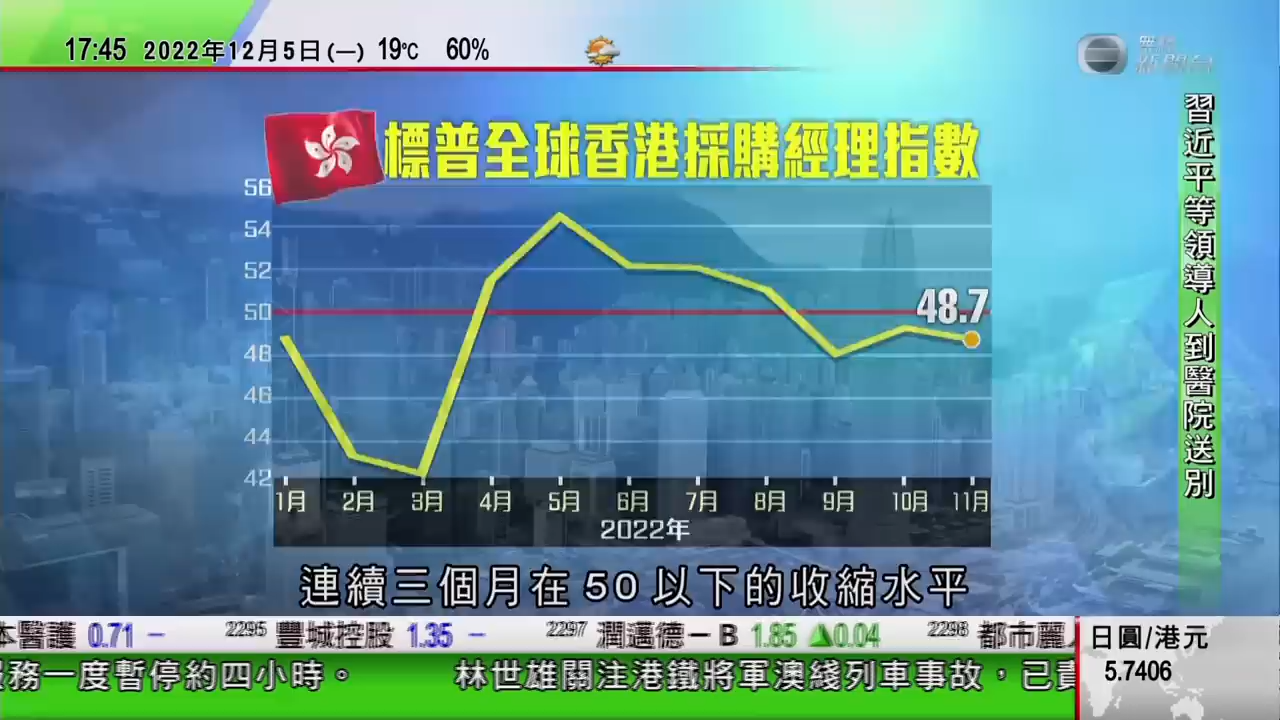 17:45 2022年12月5日(一) 19℃ 60%
無綫
新聞台
標普全球香港採購經理指數
56
54
52
50
48
46
44
42
48.7
1月 2月 3月 4月 5月 6月 7月 8月 9月 10月 11月
2022年
連續三個月在50以下的收縮水平
習近平等領導人到醫院送別
本醫護 0.71 – 2295 豐城控股 1.35 – 2297 潤邁德－B 1.85 ▲0.04 2298 都市麗人
服務一度暫停約四小時。 林世雄關注港鐵將軍澳綫列車事故，已責
日圓/港元
5.7406